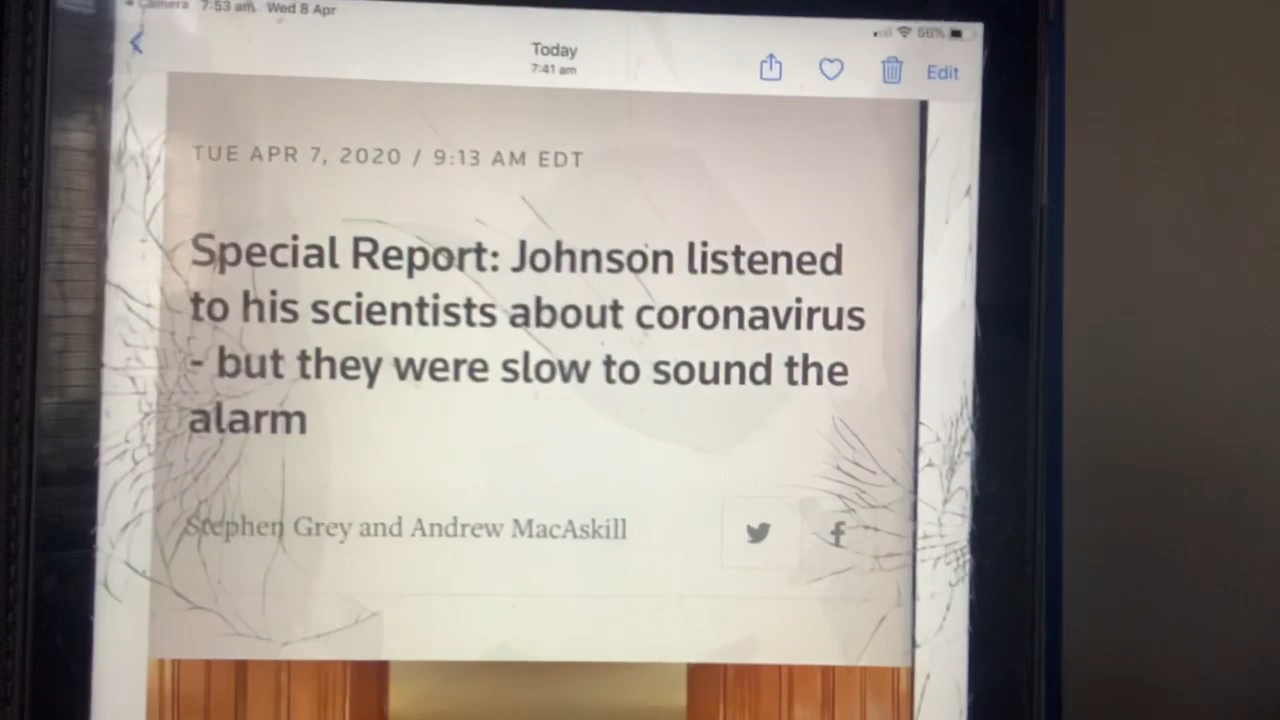 Camera 7:53 am Wed 8 Apr
56%
Today
7:41 am
Edit
TUE APR 7, 2020 / 9:13 AM EDT
Special Report: Johnson listened
to his scientists about coronavirus
- but they were slow to sound the
alarm
Stephen Grey and Andrew MacAskill